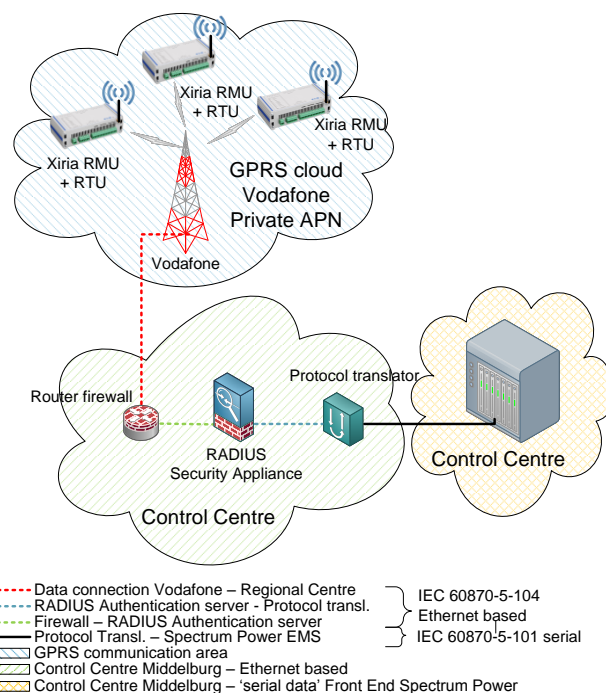 Xiria RMU
+ RTU
Xiria RMU
+ RTU
Xiria RMU
+ RTU
GPRS cloud
Vodafone
Private APN
Vodafone
Router firewall
Protocol translator
RADIUS
Security Appliance
Control Centre
Control Centre
Data connection Vodafone – Regional Centre
RADIUS Authentication server - Protocol transl.
Firewall – RADIUS Authentication server
Protocol Transl. – Spectrum Power EMS
GPRS communication area
Control Centre Middelburg – Ethernet based
Control Centre Middelburg – ‘serial data’ Front End Spectrum Power
IEC 60870-5-104
Ethernet based
IEC 60870-5-101 serial